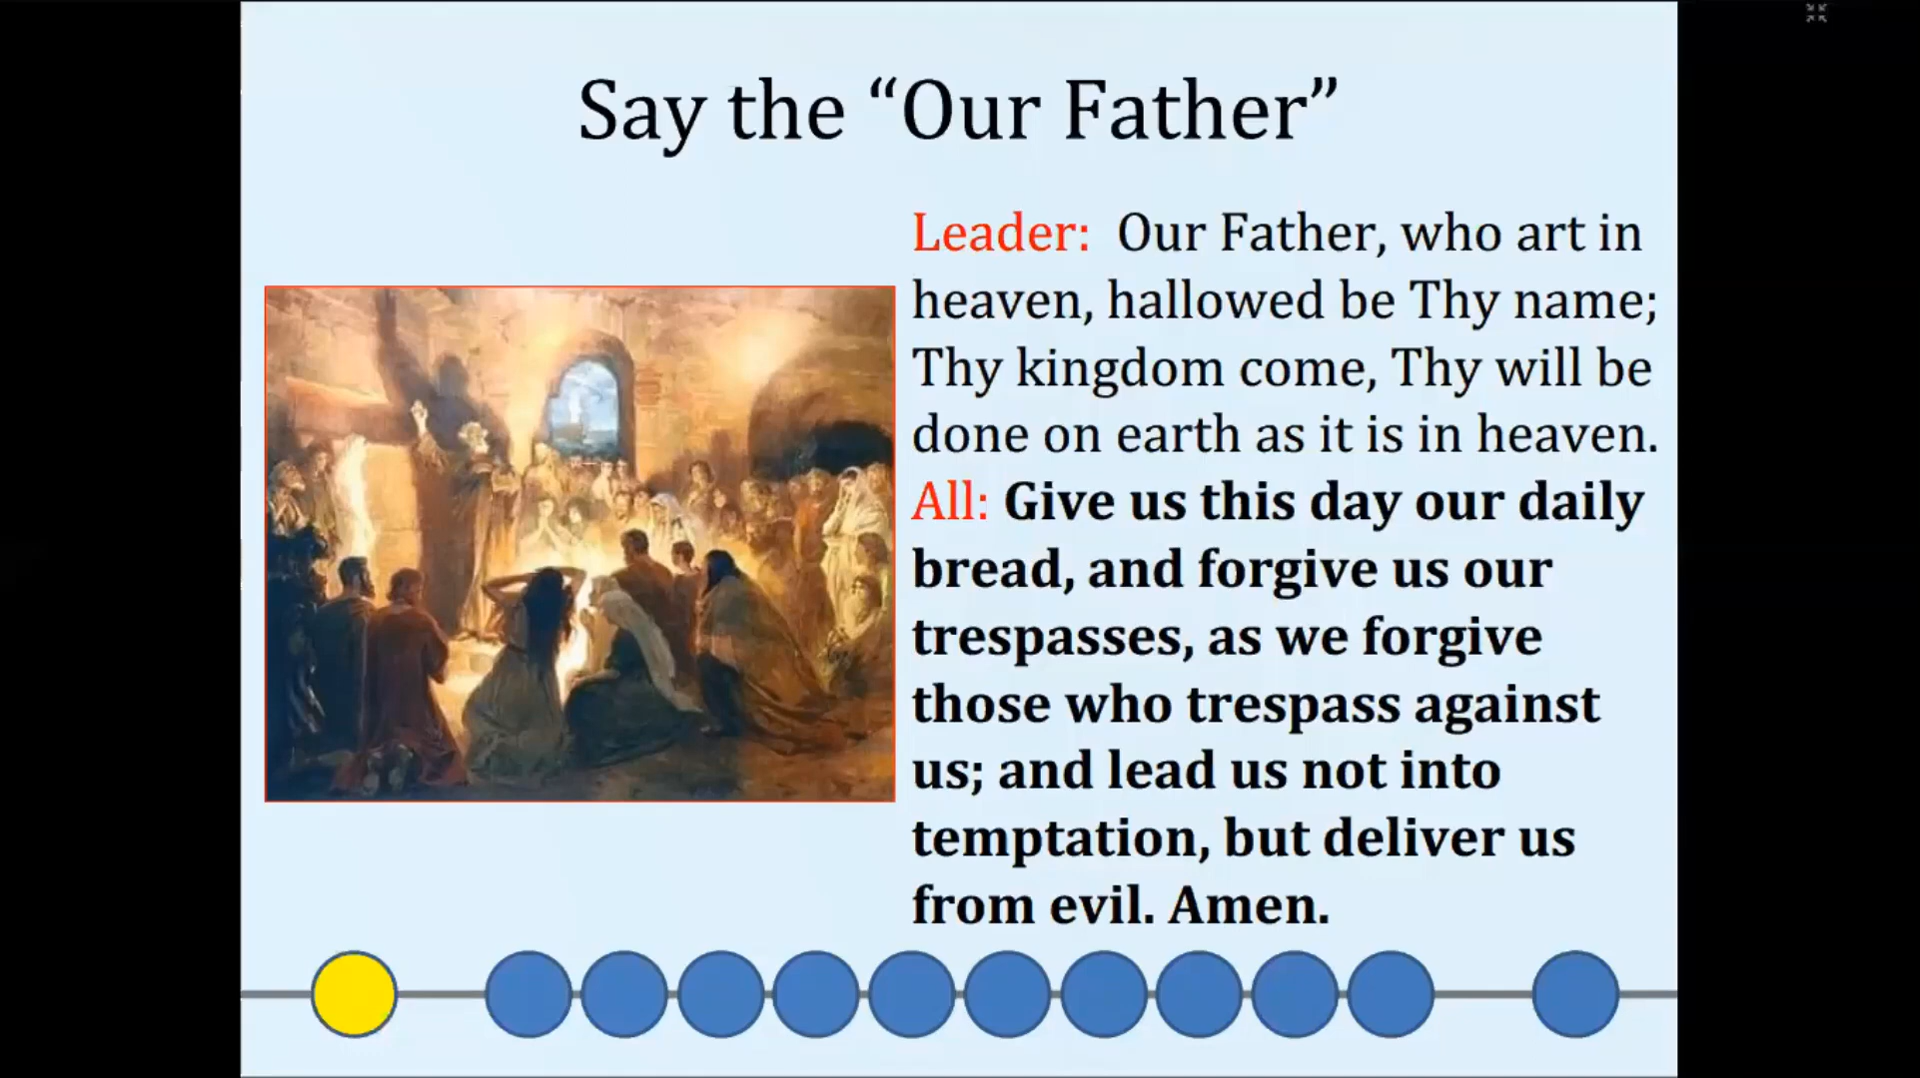 Say the “Our Father”
Leader:  Our Father, who art in
heaven, hallowed be Thy name;
Thy kingdom come, Thy will be
done on earth as it is in heaven.
All: Give us this day our daily
bread, and forgive us our
trespasses, as we forgive
those who trespass against
us; and lead us not into
temptation, but deliver us
from evil. Amen.